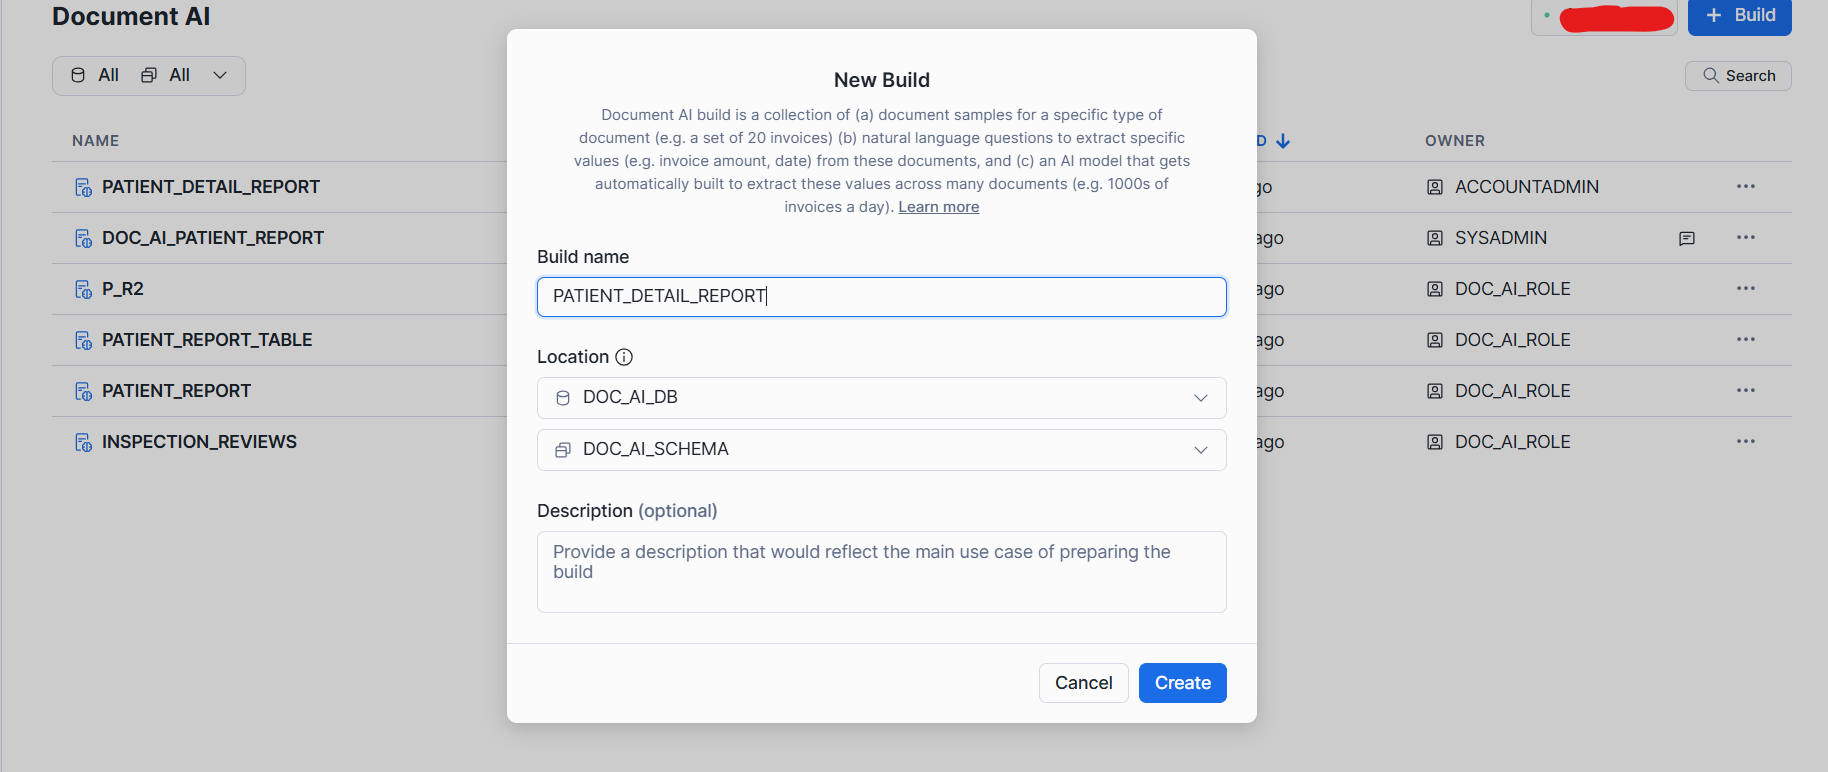 Document AI
+ Build
All All
Search
NAME
D
OWNER
PATIENT_DETAIL_REPORT
go
ACCOUNTADMIN
DOC_AI_PATIENT_REPORT
ago
SYSADMIN
P_R2
ago
DOC_AI_ROLE
PATIENT_REPORT_TABLE
ago
DOC_AI_ROLE
PATIENT_REPORT
ago
DOC_AI_ROLE
INSPECTION_REVIEWS
ago
DOC_AI_ROLE
New Build
Document AI build is a collection of (a) document samples for a specific type of
document (e.g. a set of 20 invoices) (b) natural language questions to extract specific
values (e.g. invoice amount, date) from these documents, and (c) an AI model that gets
automatically built to extract these values across many documents (e.g. 1000s of
invoices a day). Learn more
Build name
PATIENT_DETAIL_REPORT
Location
DOC_AI_DB
DOC_AI_SCHEMA
Description (optional)
Provide a description that would reflect the main use case of preparing the
build
Cancel
Create